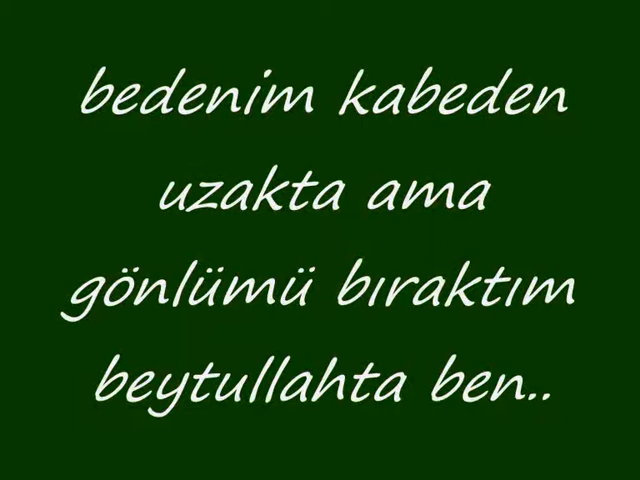 bedenim kabeden
uzakta ama
gönlümü bıraktım
beytullahta ben..